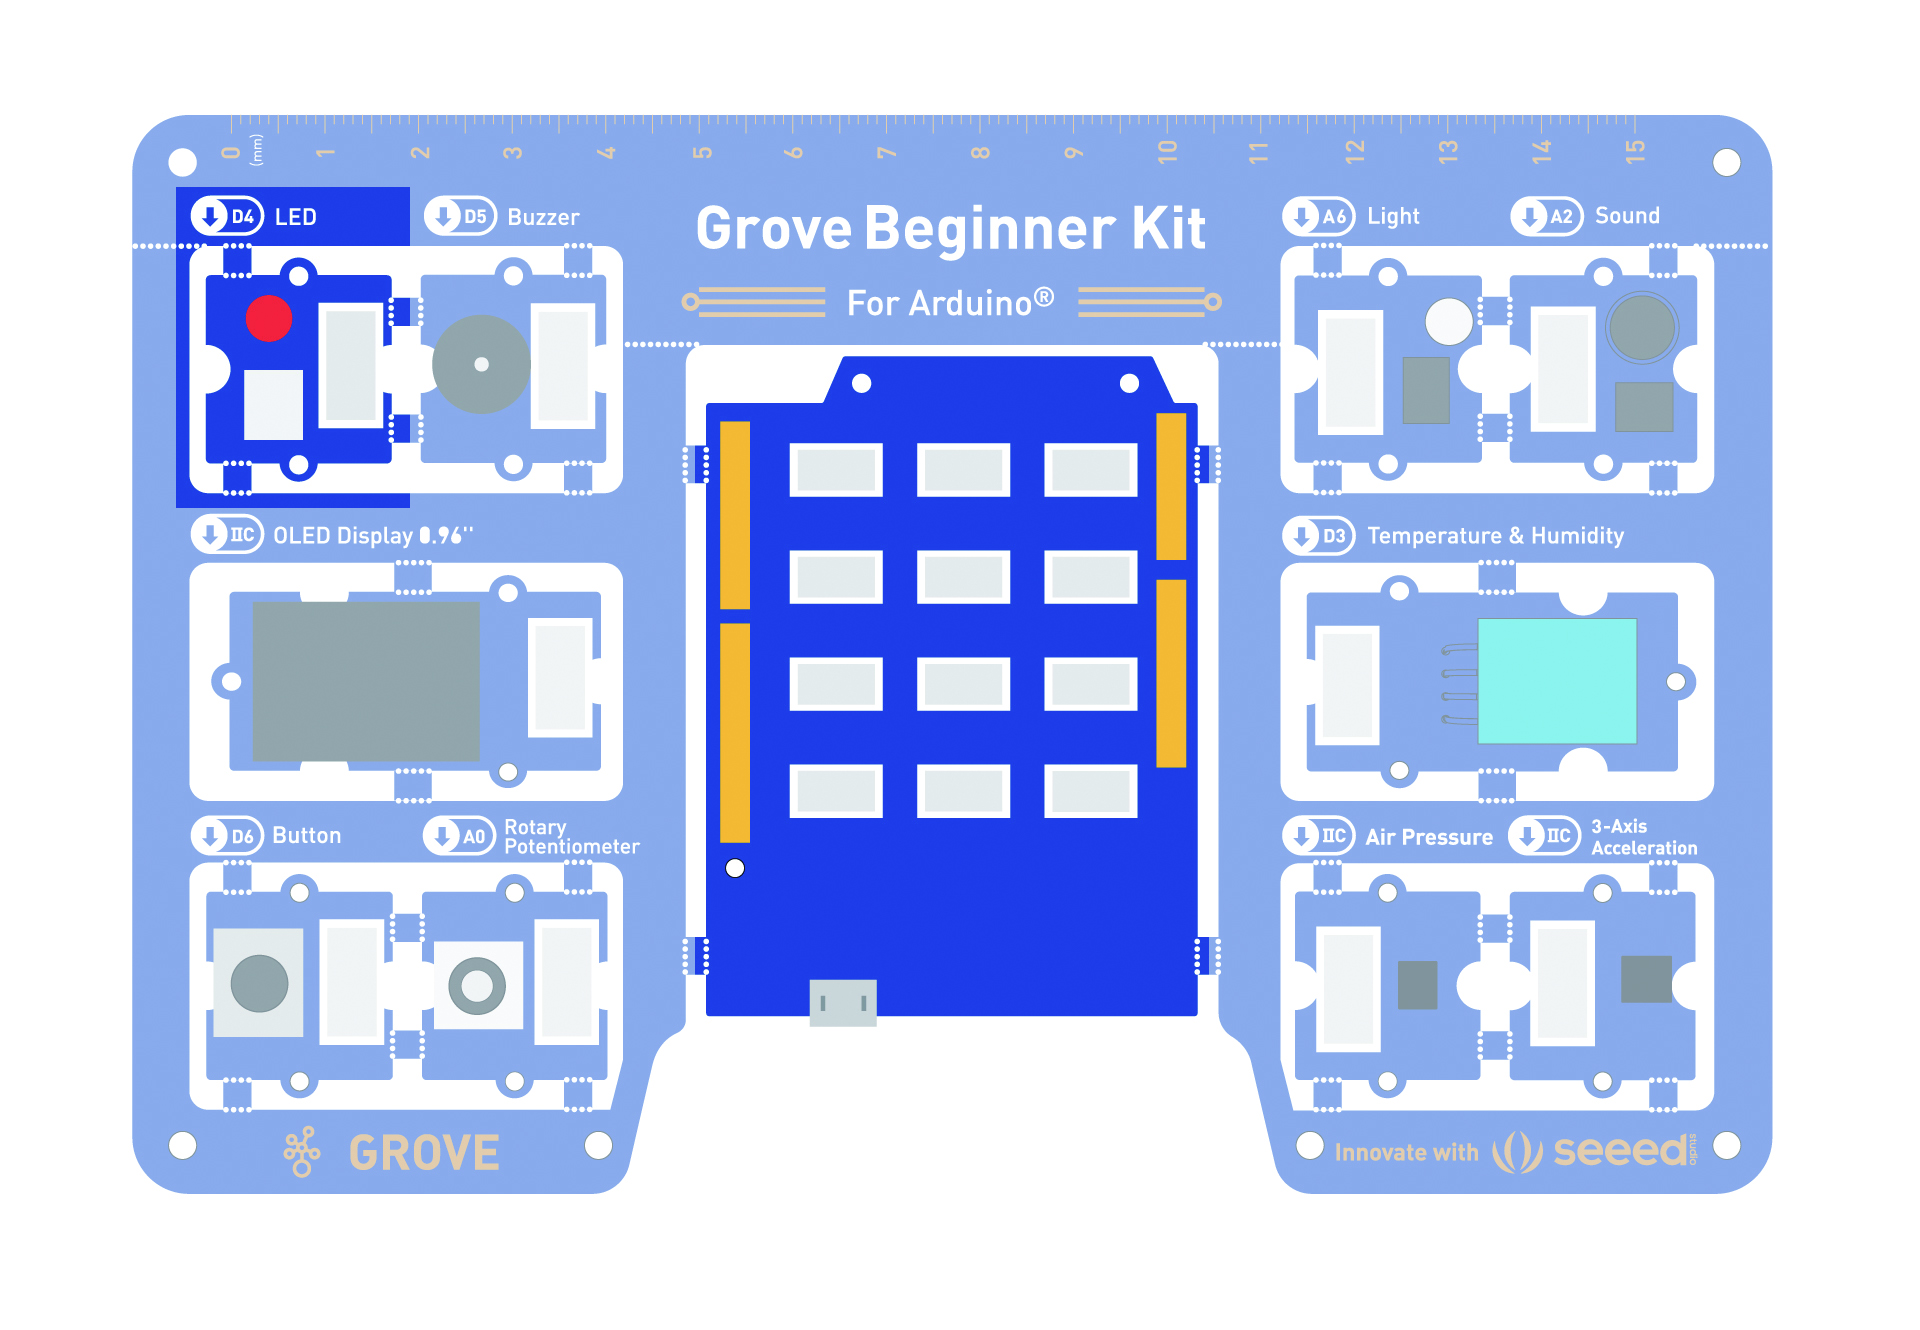 0 1 2 3 4 5 6 7 8 9 10 11 12 13 14 15
(mm)
D4 LED
D5 Buzzer
Grove Beginner Kit
For Arduino®
A6 Light
A2 Sound
IIC OLED Display 0.96''
D3 Temperature & Humidity
D6 Button
A0 Rotary
Potentiometer
IIC Air Pressure
IIC 3-Axis
Acceleration
GROVE
Innovate with seeed studio